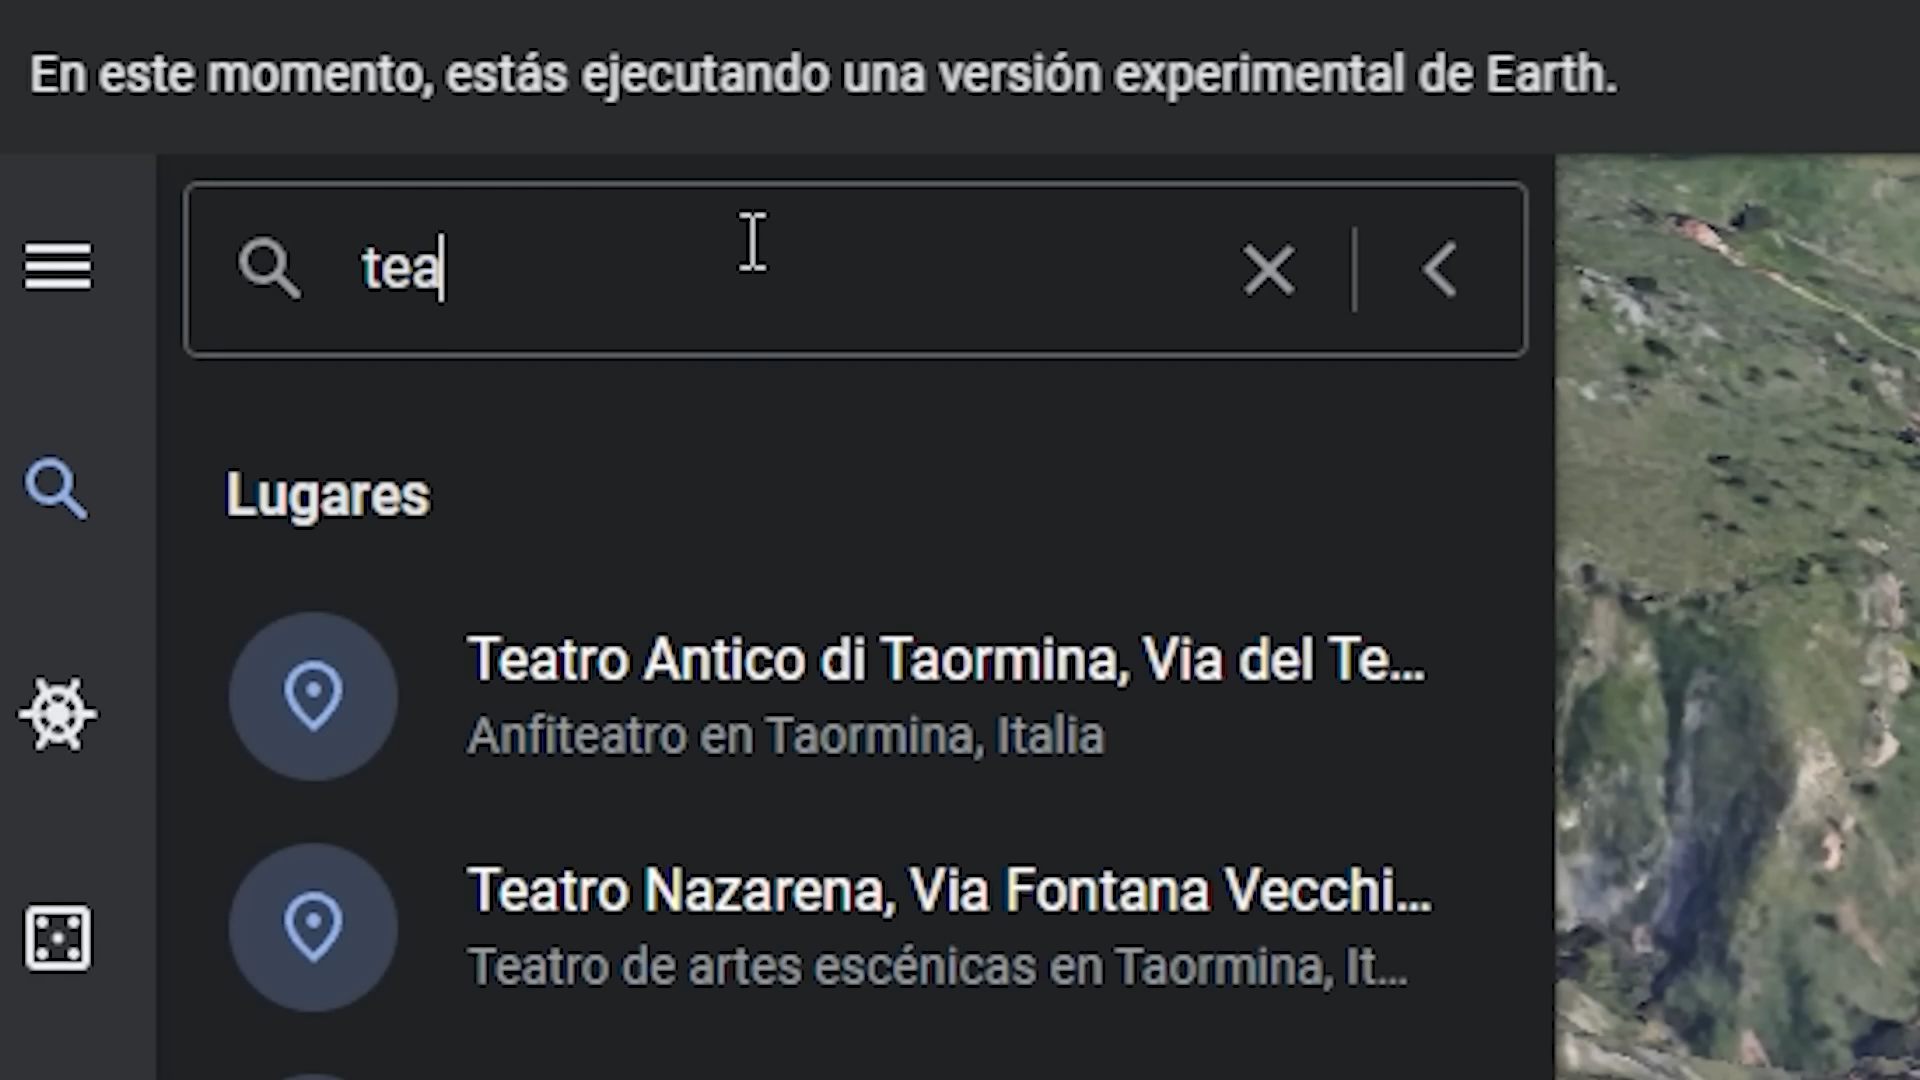 En este momento, estás ejecutando una versión experimental de Earth.
tea
Lugares
Teatro Antico di Taormina, Via del Te...
Anfiteatro en Taormina, Italia
Teatro Nazarena, Via Fontana Vecchi...
Teatro de artes escénicas en Taormina, It...